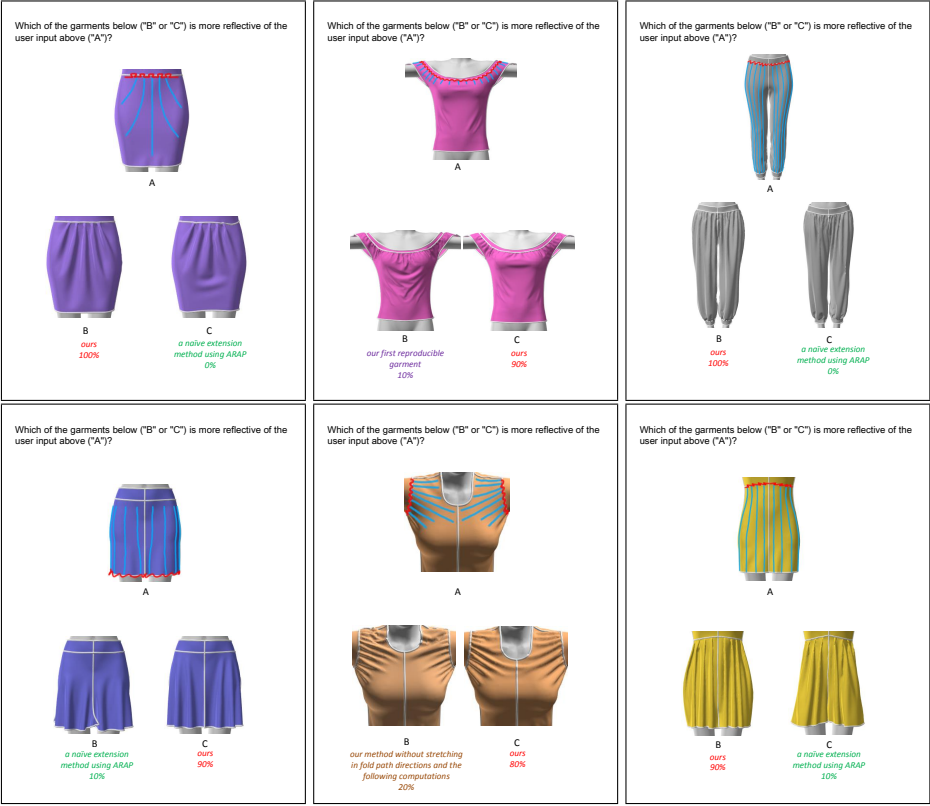 Which of the garments below ("B" or "C") is more reflective of the
user input above ("A")?
A
B
ours
100%
C
a naïve extension
method using ARAP
0%
Which of the garments below ("B" or "C") is more reflective of the
user input above ("A")?
A
B
our first reproducible
garment
10%
C
ours
90%
Which of the garments below ("B" or "C") is more reflective of the
user input above ("A")?
A
B
ours
100%
C
a naïve extension
method using ARAP
0%
Which of the garments below ("B" or "C") is more reflective of the
user input above ("A")?
A
B
a naïve extension
method using ARAP
10%
C
ours
90%
Which of the garments below ("B" or "C") is more reflective of the
user input above ("A")?
A
B
our method without stretching
in fold path directions and the
following computations
20%
C
ours
80%
Which of the garments below ("B" or "C") is more reflective of the
user input above ("A")?
A
B
ours
90%
C
a naïve extension
method using ARAP
10%